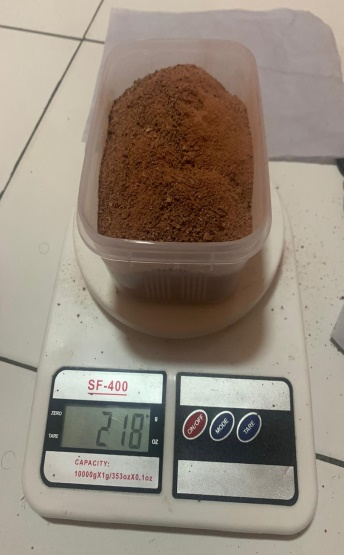 SF-400
ZERO
TARE
218
g
OZ
CAPACITY:
10000gX1g/353ozX0.1oz
ON/OFF
MODE
TARE